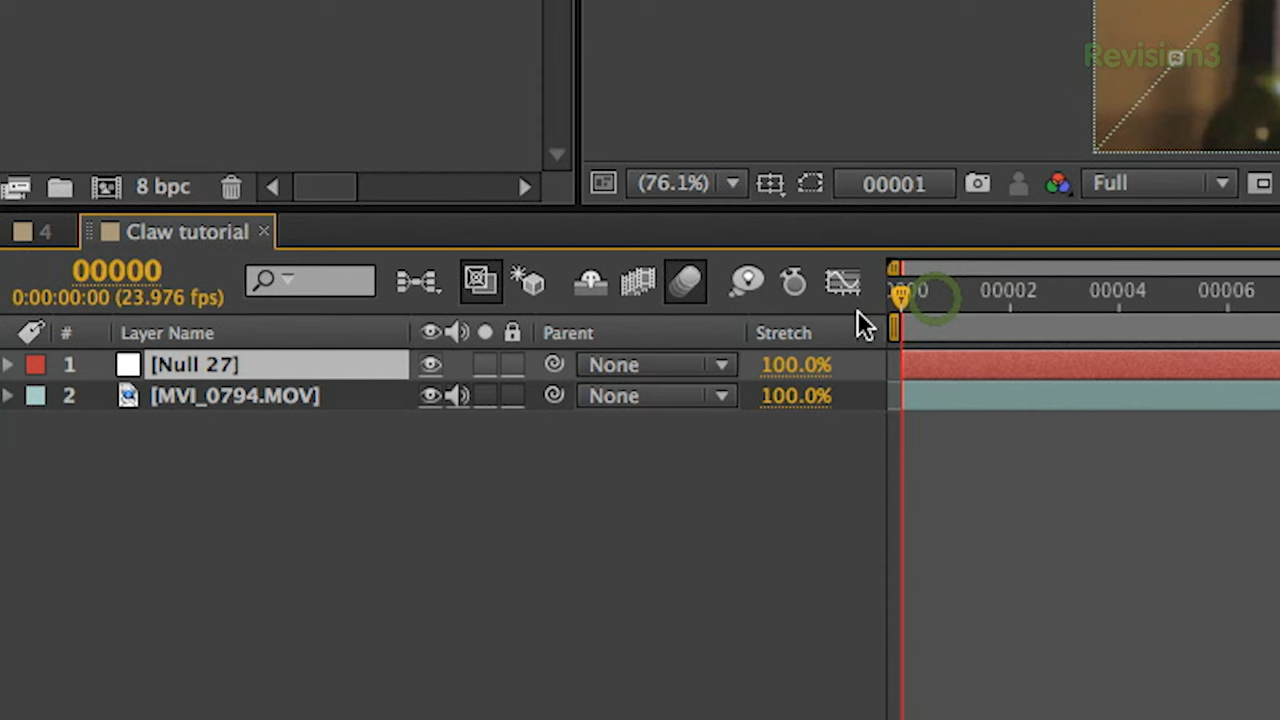 Revision3
8 bpc
(76.1%)
00001
Full
4
Claw tutorial ×
00000
0:00:00:00 (23.976 fps)
00002 00004 00006
# Layer Name Parent Stretch
1 [Null 27] None 100.0%
2 [MVI_0794.MOV] None 100.0%